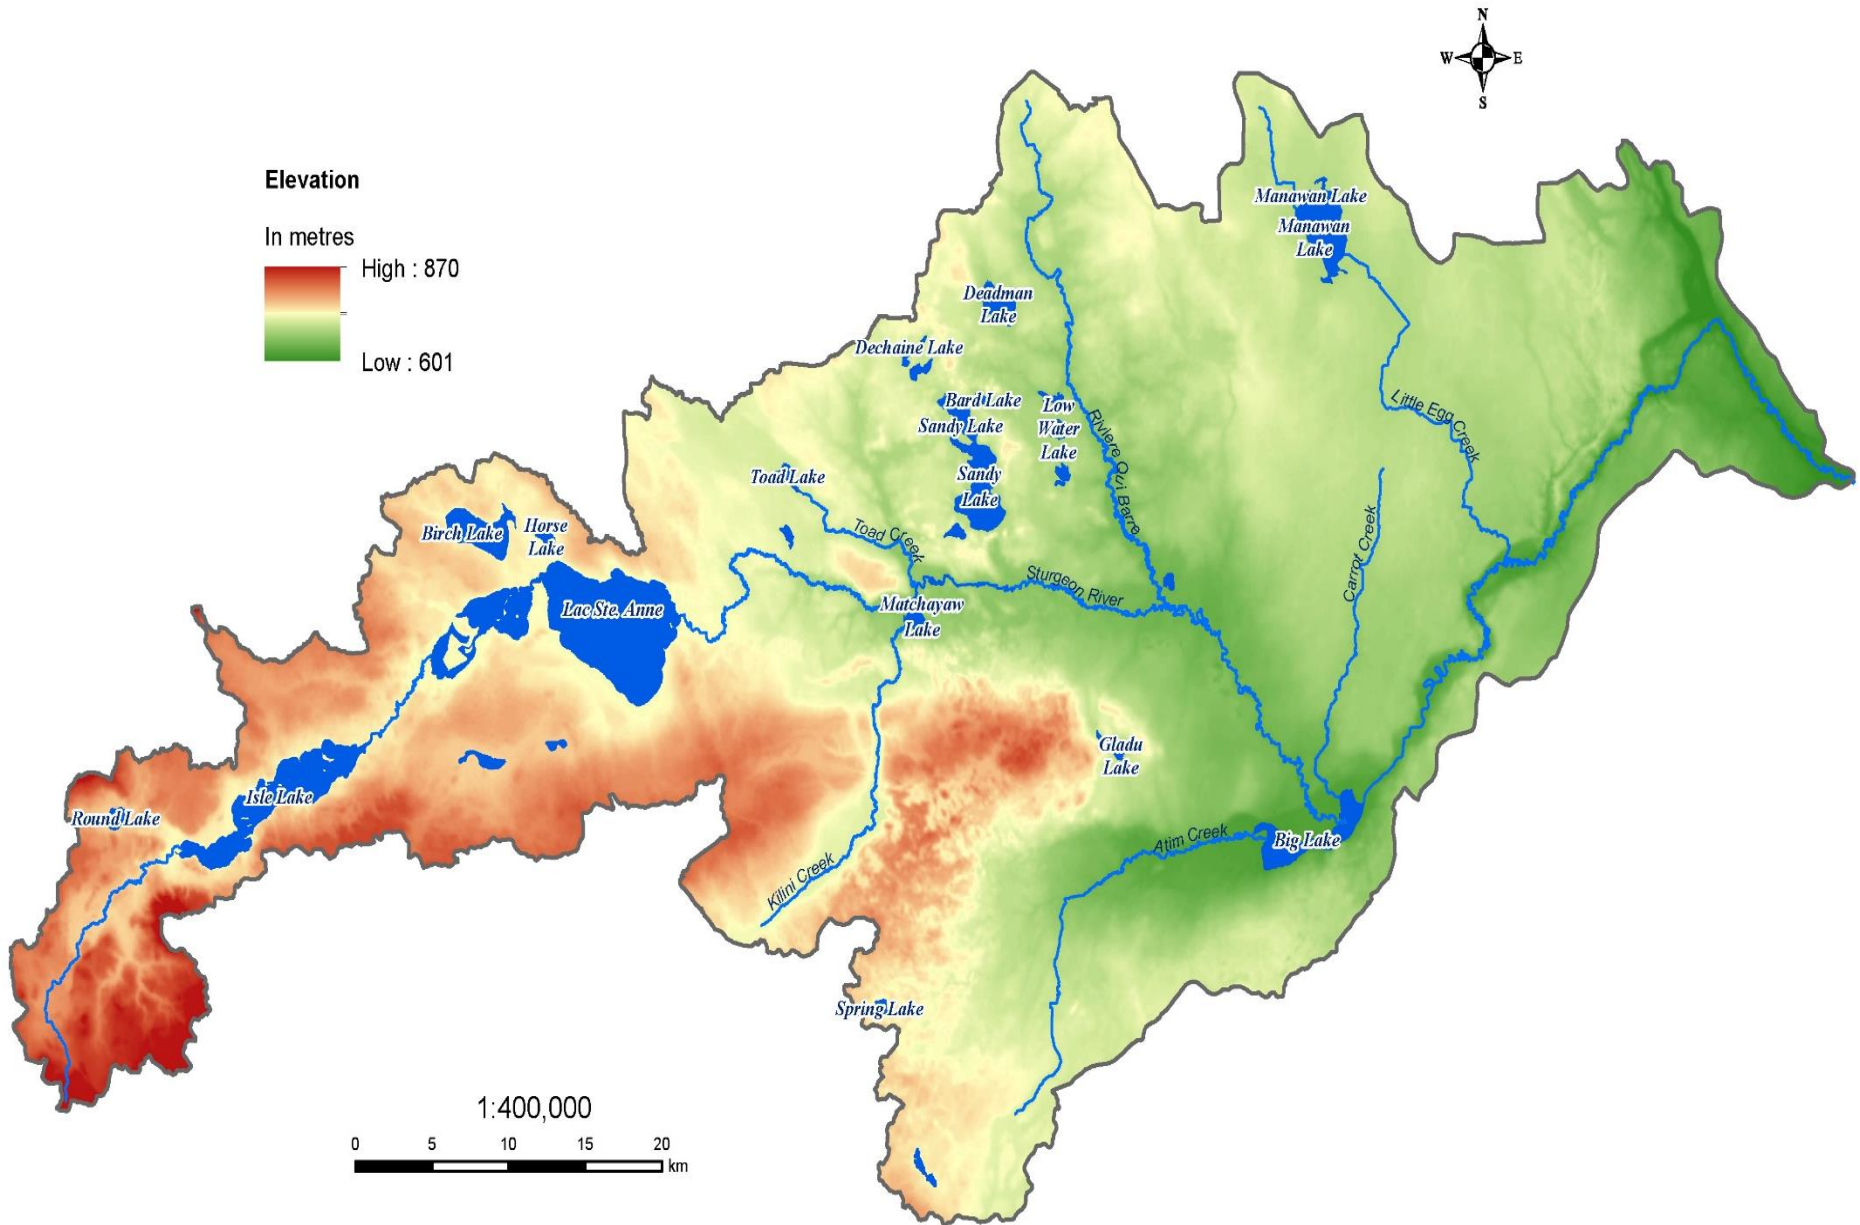 N
W E
S
Elevation
In metres
High : 870
Low : 601
Manawan Lake
Manawan
Lake
Deadman
Lake
Dechaine Lake
Bard Lake
Sandy Lake
Low
Water
Lake
Sandy
Lake
Riviere Qui Barre
Little Egg Creek
Toad Lake
Toad Creek
Carrot Creek
Birch Lake
Horse
Lake
Sturgeon River
Lac Ste. Anne
Matchayaw
Lake
Gladu
Lake
Isle Lake
Round Lake
Atim Creek
Big Lake
Kilini Creek
Spring Lake
1:400,000
0 5 10 15 20
km